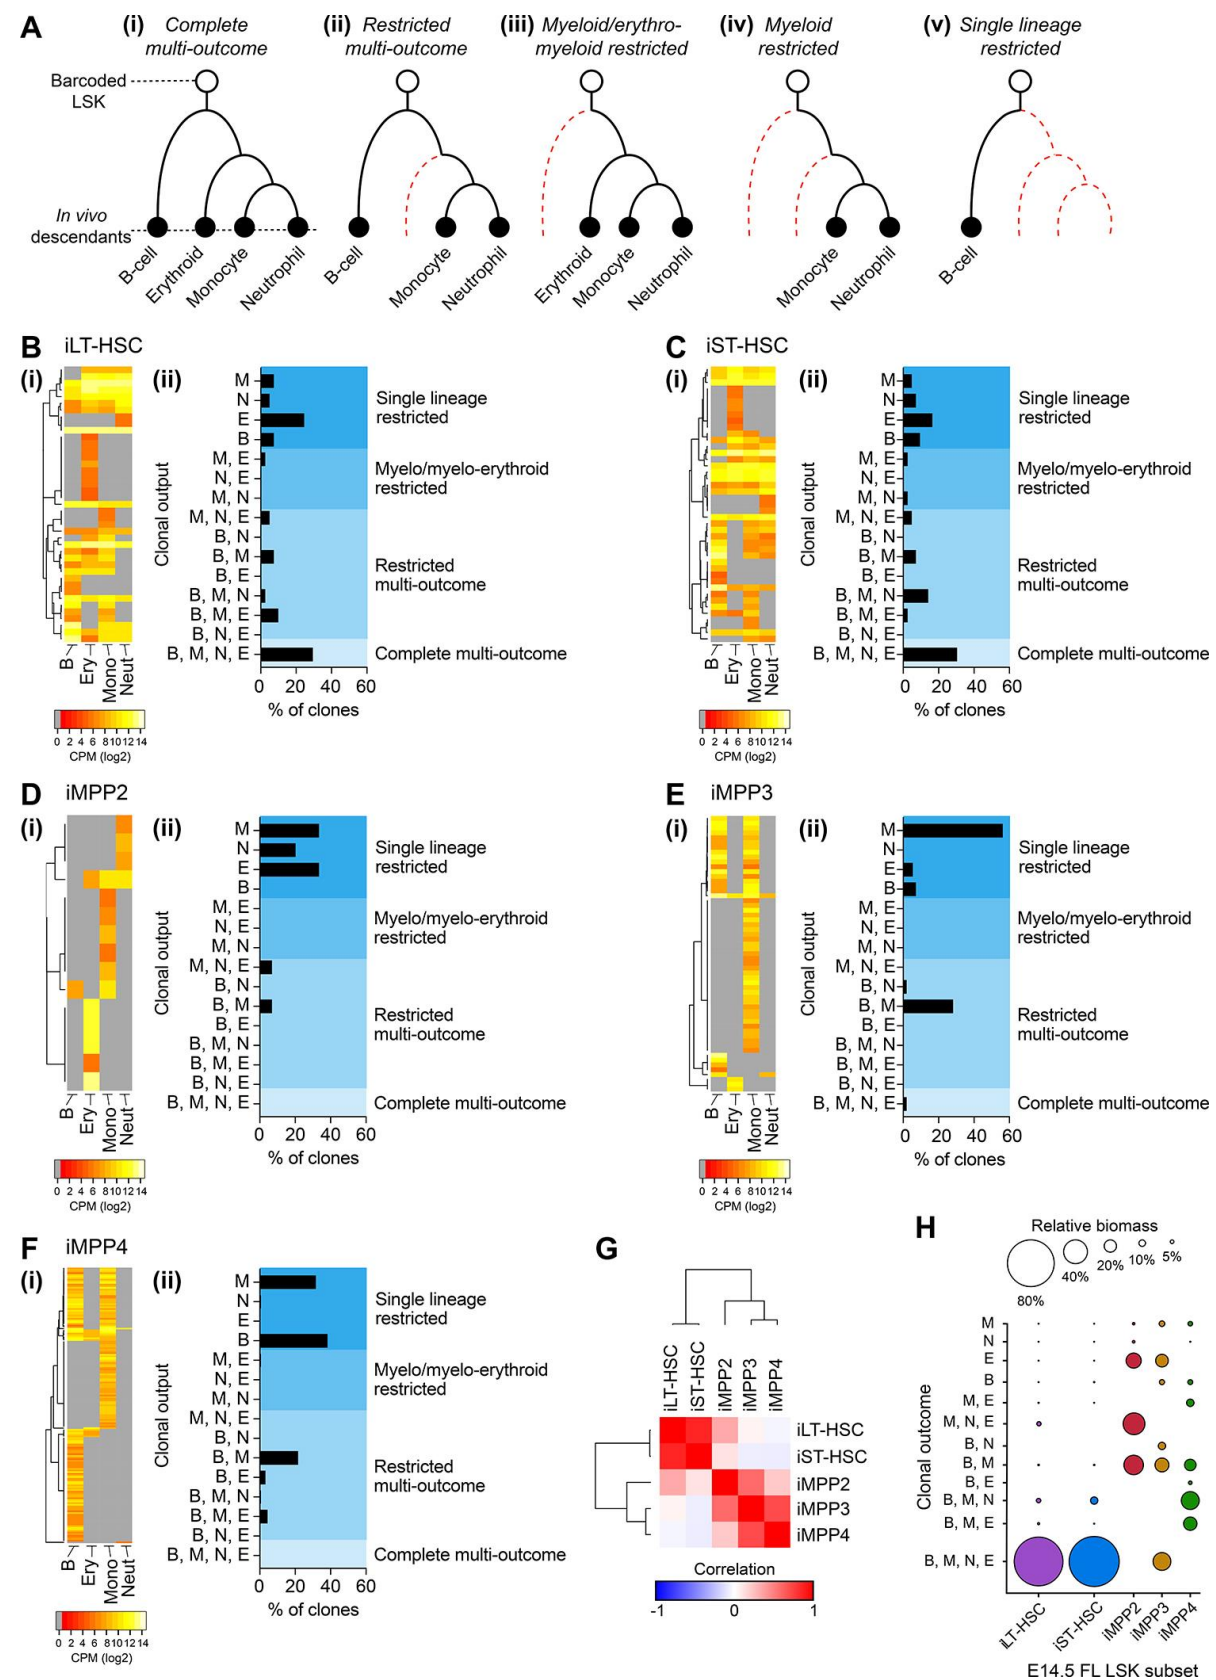 A
(i) Complete multi-outcome
(ii) Restricted multi-outcome
(iii) Myeloid/erythro-myeloid restricted
(iv) Myeloid restricted
(v) Single lineage restricted
Barcoded
LSK
In vivo
descendants
B-cell Erythroid Monocyte Neutrophil
B-cell Monocyte Neutrophil
Erythroid Monocyte Neutrophil
Monocyte Neutrophil
B-cell
B iLT-HSC
(i)
B Ery Mono Neut
0 2 4 6 8 10 12 14
CPM (log2)
(ii)
Clonal output
M
N
E
B
M, E
N, E
M, N
M, N, E
B, N
B, M
B, E
B, M, N
B, M, E
B, N, E
B, M, N, E
Single lineage
restricted
Myelo/myelo-erythroid
restricted
Restricted
multi-outcome
Complete multi-outcome
0 20 40 60
% of clones
C iST-HSC
(i)
B Ery Mono Neut
0 2 4 6 8 10 12 14
CPM (log2)
(ii)
Clonal output
M
N
E
B
M, E
N, E
M, N
M, N, E
B, N
B, M
B, E
B, M, N
B, M, E
B, N, E
B, M, N, E
Single lineage
restricted
Myelo/myelo-erythroid
restricted
Restricted
multi-outcome
Complete multi-outcome
0 20 40 60
% of clones
D iMPP2
(i)
B Ery Mono Neut
0 2 4 6 8 10 12 14
CPM (log2)
(ii)
Clonal output
M
N
E
B
M, E
N, E
M, N
M, N, E
B, N
B, M
B, E
B, M, N
B, M, E
B, N, E
B, M, N, E
Single lineage
restricted
Myelo/myelo-erythroid
restricted
Restricted
multi-outcome
Complete multi-outcome
0 20 40 60
% of clones
E iMPP3
(i)
B Ery Mono Neut
0 2 4 6 8 10 12 14
CPM (log2)
(ii)
Clonal output
M
N
E
B
M, E
N, E
M, N
M, N, E
B, N
B, M
B, E
B, M, N
B, M, E
B, N, E
B, M, N, E
Single lineage
restricted
Myelo/myelo-erythroid
restricted
Restricted
multi-outcome
Complete multi-outcome
0 20 40 60
% of clones
F iMPP4
(i)
B Ery Mono Neut
0 2 4 6 8 10 12 14
CPM (log2)
(ii)
Clonal output
M
N
E
B
M, E
N, E
M, N
M, N, E
B, N
B, M
B, E
B, M, N
B, M, E
B, N, E
B, M, N, E
Single lineage
restricted
Myelo/myelo-erythroid
restricted
Restricted
multi-outcome
Complete multi-outcome
0 20 40 60
% of clones
G
iLT-HSC iST-HSC iMPP2 iMPP3 iMPP4
iLT-HSC
iST-HSC
iMPP2
iMPP3
iMPP4
Correlation
-1 0 1
H
Relative biomass
80% 40% 20% 10% 5%
Clonal outcome
M
N
E
B
M, E
M, N, E
B, N
B, M
B, E
B, M, N
B, M, E
B, M, N, E
iLT-HSC iST-HSC iMPP2 iMPP3 iMPP4
E14.5 FL LSK subset